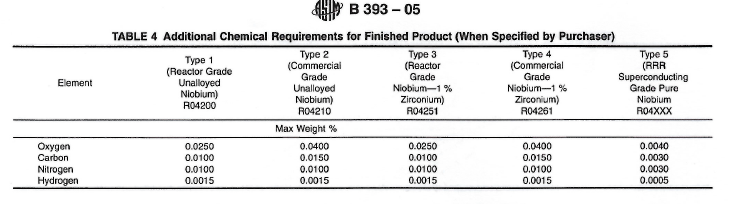 ASTM B 393 – 05
TABLE 4 Additional Chemical Requirements for Finished Product (When Specified by Purchaser)
Element
Type 1
(Reactor Grade
Unalloyed
Niobium)
R04200
Type 2
(Commercial
Grade
Unalloyed
Niobium)
R04210
Type 3
(Reactor
Grade
Niobium—1 %
Zirconium)
R04251
Type 4
(Commercial
Grade
Niobium—1 %
Zirconium)
R04261
Type 5
(RRR
Superconducting
Grade Pure
Niobium
R04XXX
Max Weight %
Oxygen 0.0250 0.0400 0.0250 0.0400 0.0040
Carbon 0.0100 0.0150 0.0100 0.0150 0.0030
Nitrogen 0.0100 0.0100 0.0100 0.0100 0.0030
Hydrogen 0.0015 0.0015 0.0015 0.0015 0.0005